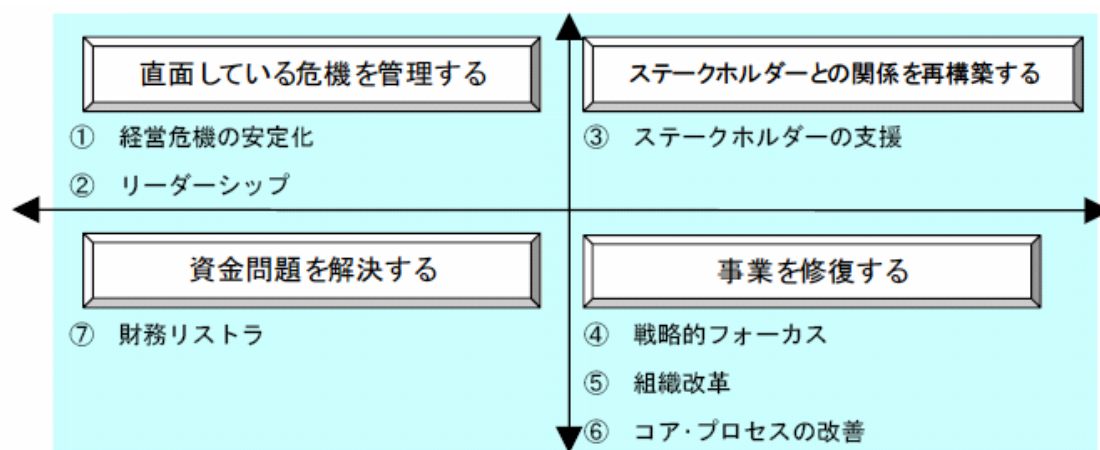 直面している危機を管理する
① 経営危機の安定化
② リーダーシップ
ステークホルダーとの関係を再構築する
③ ステークホルダーの支援
資金問題を解決する
⑦ 財務リストラ
事業を修復する
④ 戦略的フォーカス
⑤ 組織改革
⑥ コア・プロセスの改善